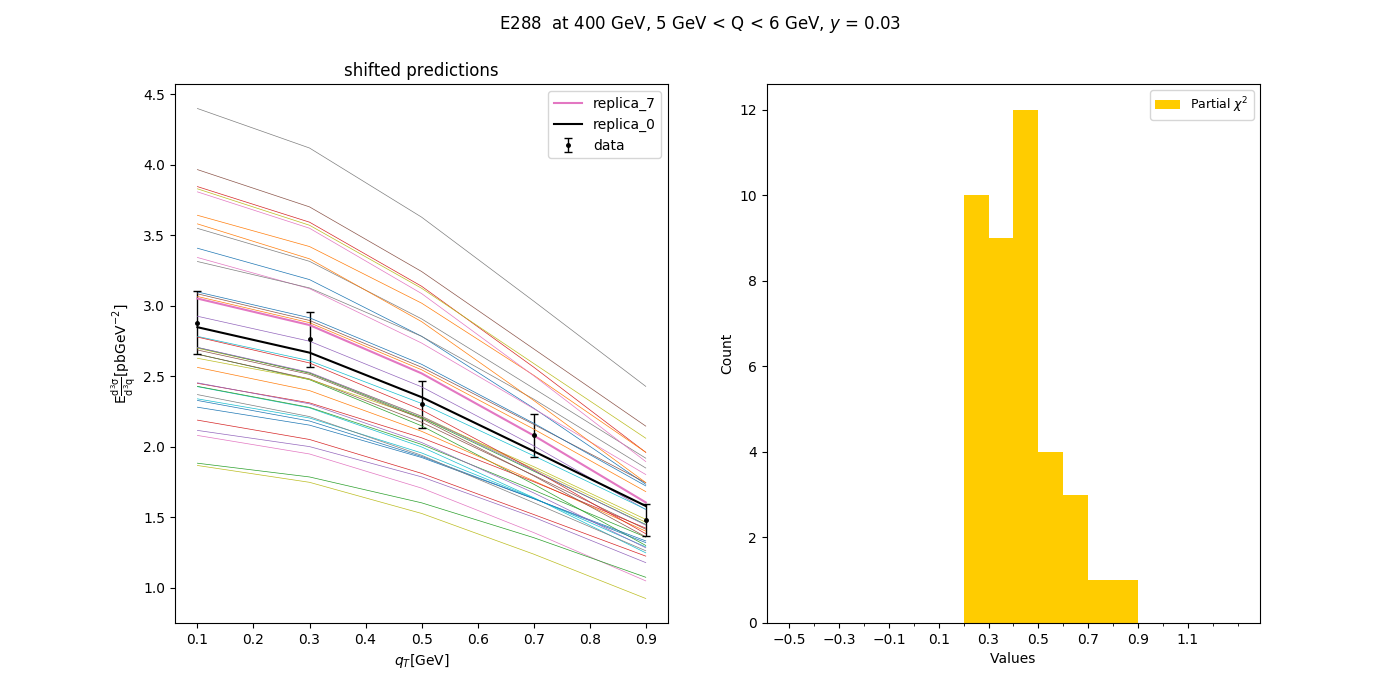 E288  at 400 GeV, 5 GeV < Q < 6 GeV, y = 0.03
shifted predictions
replica_7
replica_0
data
4.5
4.0
3.5
3.0
2.5
2.0
1.5
1.0
E d³σ/d³q [pbGeV⁻²]
0.1 0.2 0.3 0.4 0.5 0.6 0.7 0.8 0.9
q_T[GeV]
Partial χ²
12
10
8
6
4
2
0
Count
−0.5 −0.3 −0.1 0.1 0.3 0.5 0.7 0.9 1.1
Values